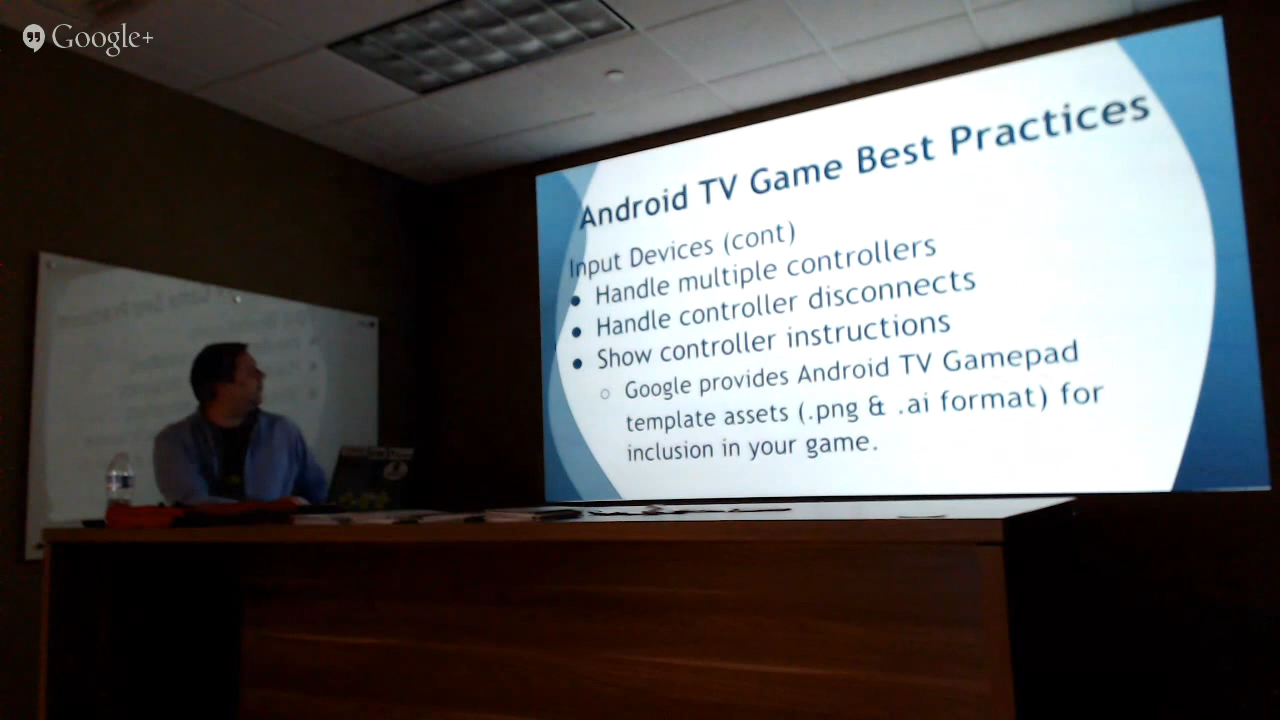 Google+
Android TV Game Best Practices
Input Devices (cont)
• Handle multiple controllers
• Handle controller disconnects
• Show controller instructions
○ Google provides Android TV Gamepad
template assets (.png & .ai format) for
inclusion in your game.